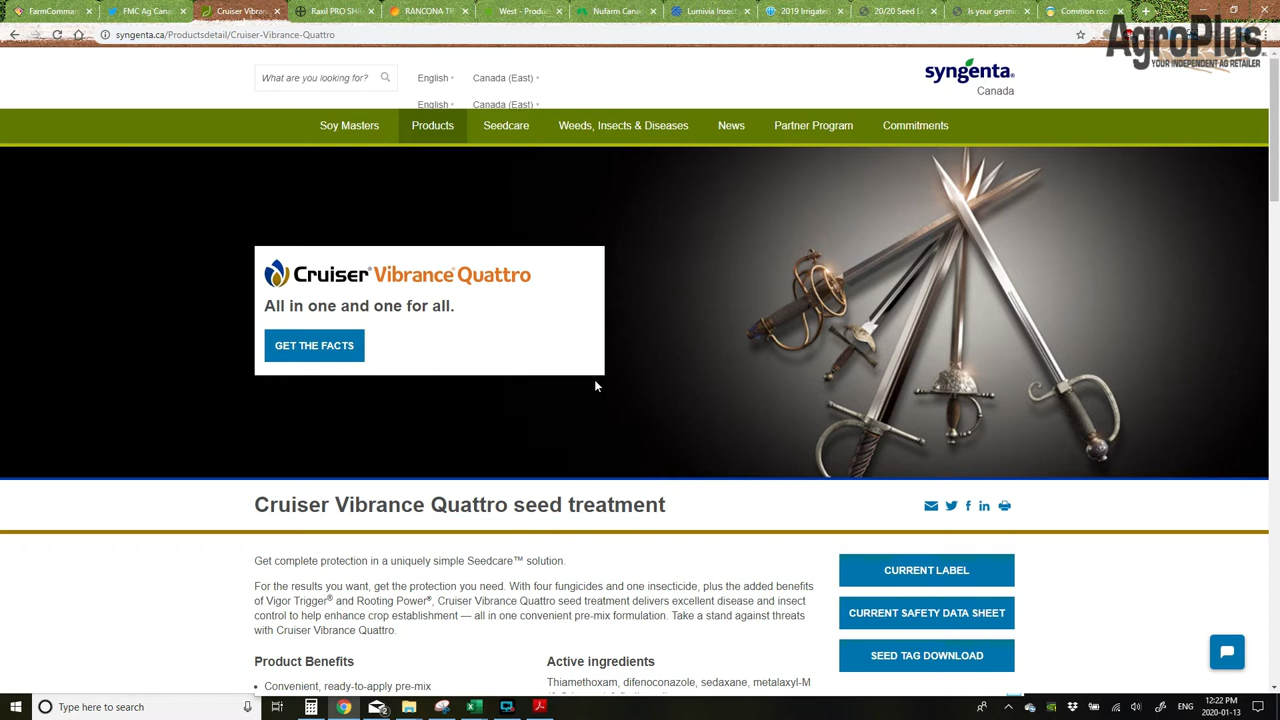 FarmComman
FMC Ag Cana
Cruiser Vibran
Raxil PRO SHI
RANCONA TR
West - Produc
Nufarm Cana
Lumivia Insect
2019 Irrigated
20/20 Seed La
Is your germi
Common roo
syngenta.ca/Productsdetail/Cruiser-Vibrance-Quattro
AgroPlus
YOUR INDEPENDENT AG RETAILER
What are you looking for?
English
Canada (East)
syngenta
Canada
English
Canada (East)
Soy Masters
Products
Seedcare
Weeds, Insects & Diseases
News
Partner Program
Commitments
Cruiser® Vibrance® Quattro
All in one and one for all.
GET THE FACTS
Cruiser Vibrance Quattro seed treatment
Get complete protection in a uniquely simple Seedcare™ solution.
For the results you want, get the protection you need. With four fungicides and one insecticide, plus the added benefits
of Vigor Trigger® and Rooting Power®, Cruiser Vibrance Quattro seed treatment delivers excellent disease and insect
control to help enhance crop establishment — all in one convenient pre-mix formulation. Take a stand against threats
with Cruiser Vibrance Quattro.
CURRENT LABEL
CURRENT SAFETY DATA SHEET
SEED TAG DOWNLOAD
Product Benefits
• Convenient, ready-to-apply pre-mix
Active ingredients
Thiamethoxam, difenoconazole, sedaxane, metalaxyl-M
Type here to search
ENG
12:22 PM
2020-01-13